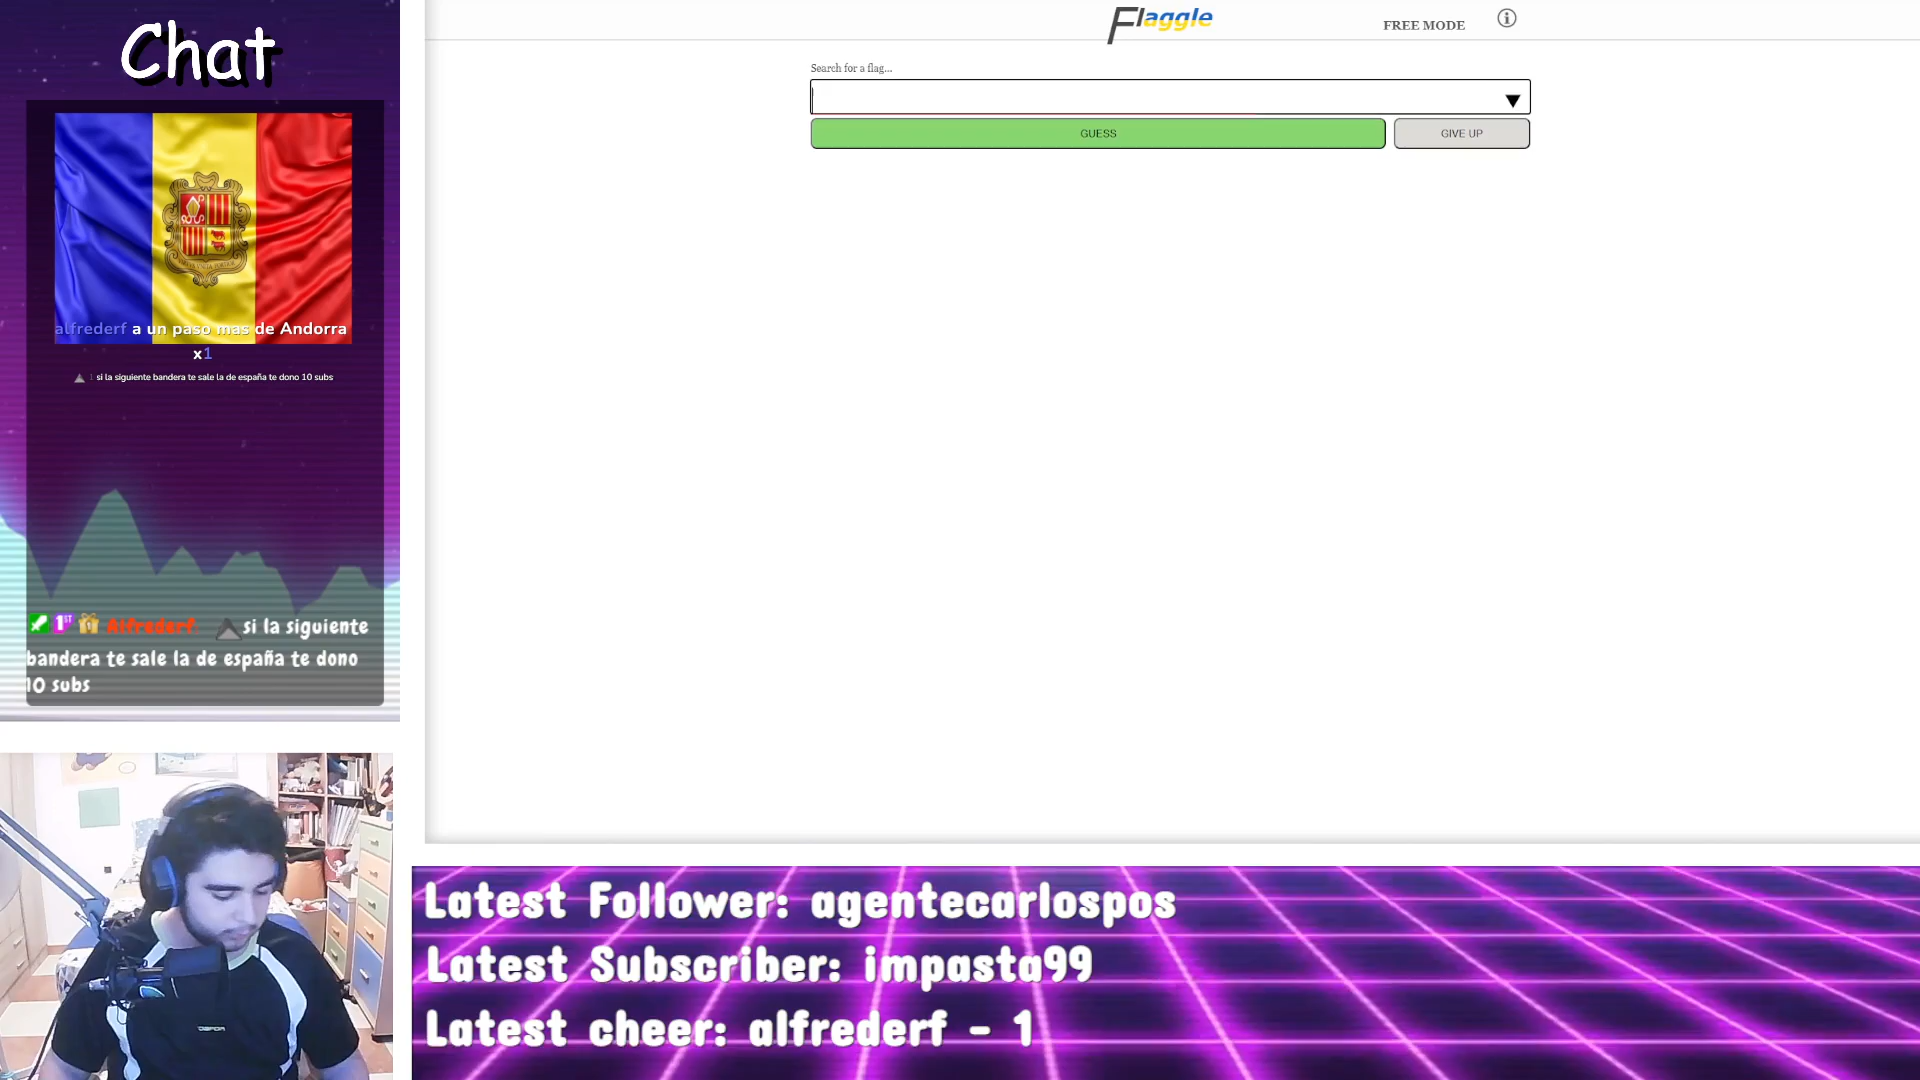 Chat
alfrederf a un paso mas de Andorra
x1
1 si la siguiente bandera te sale la de españa te dono 10 subs
1ST Alfrederf si la siguiente
bandera te sale la de españa te dono
10 subs
Flaggle
FREE MODE
Search for a flag...
GUESS
GIVE UP
Latest Follower: agentecarlospos
Latest Subscriber: impasta99
Latest cheer: alfrederf - 1